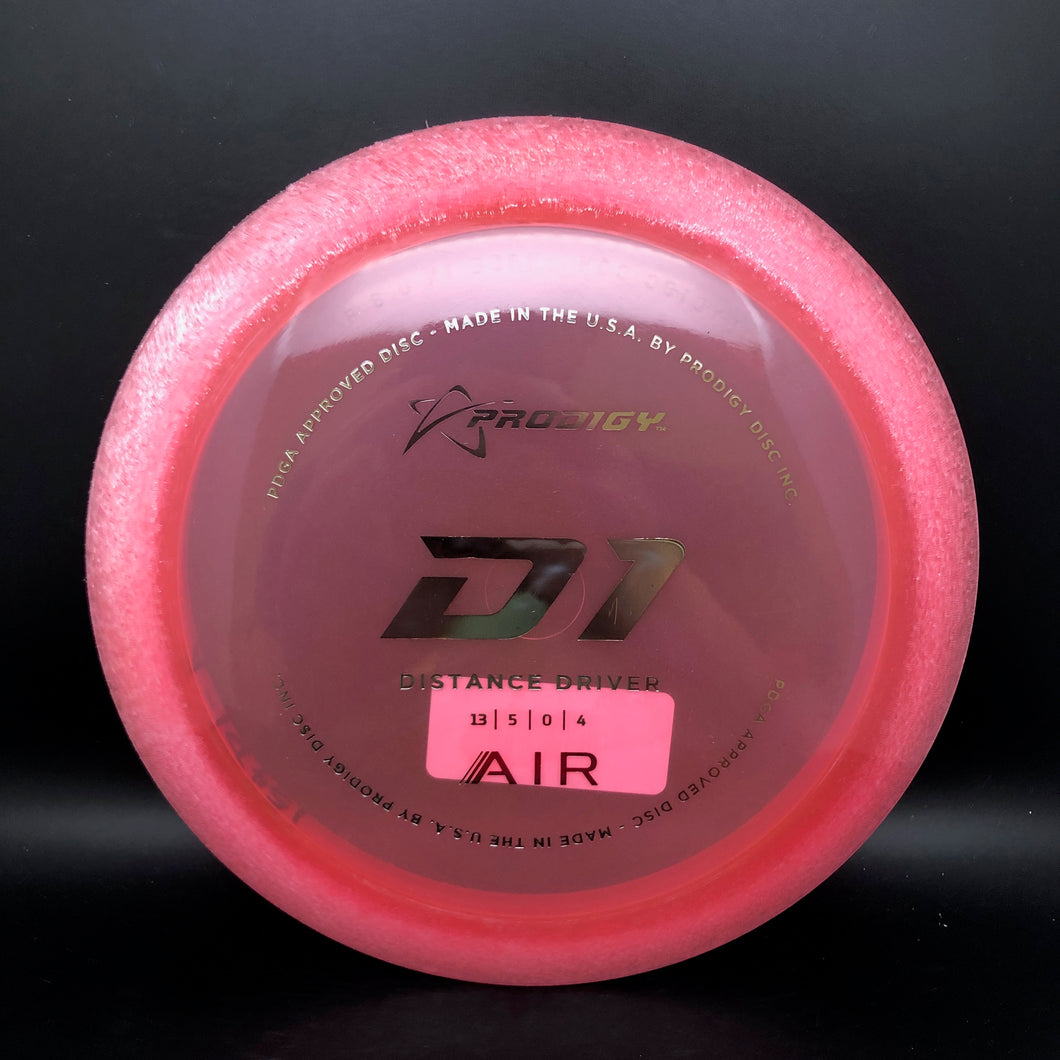 PDGA APPROVED DISC - MADE IN THE U.S.A. BY PRODIGY DISC INC.
PRODIGY™
D1
DISTANCE DRIVER
13 | 5 | 0 | 4
AIR
PDGA APPROVED DISC - MADE IN THE U.S.A. BY PRODIGY DISC INC.